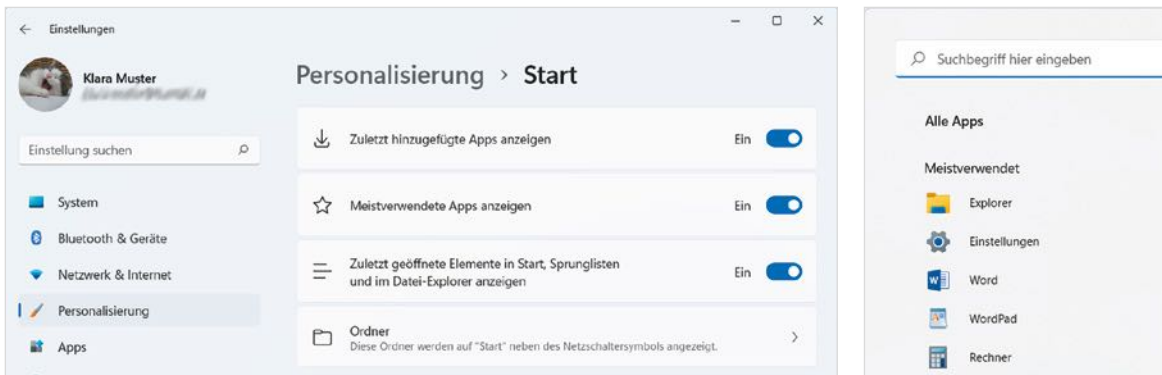 Einstellungen
Klara Muster
Einstellung suchen
System
Bluetooth & Geräte
Netzwerk & Internet
Personalisierung
Apps
Personalisierung > Start
Zuletzt hinzugefügte Apps anzeigen
Ein
Meistverwendete Apps anzeigen
Ein
Zuletzt geöffnete Elemente in Start, Sprunglisten
und im Datei-Explorer anzeigen
Ein
Ordner
Diese Ordner werden auf "Start" neben des Netzschaltersymbols angezeigt.
Suchbegriff hier eingeben
Alle Apps
Meistverwendet
Explorer
Einstellungen
Word
WordPad
Rechner